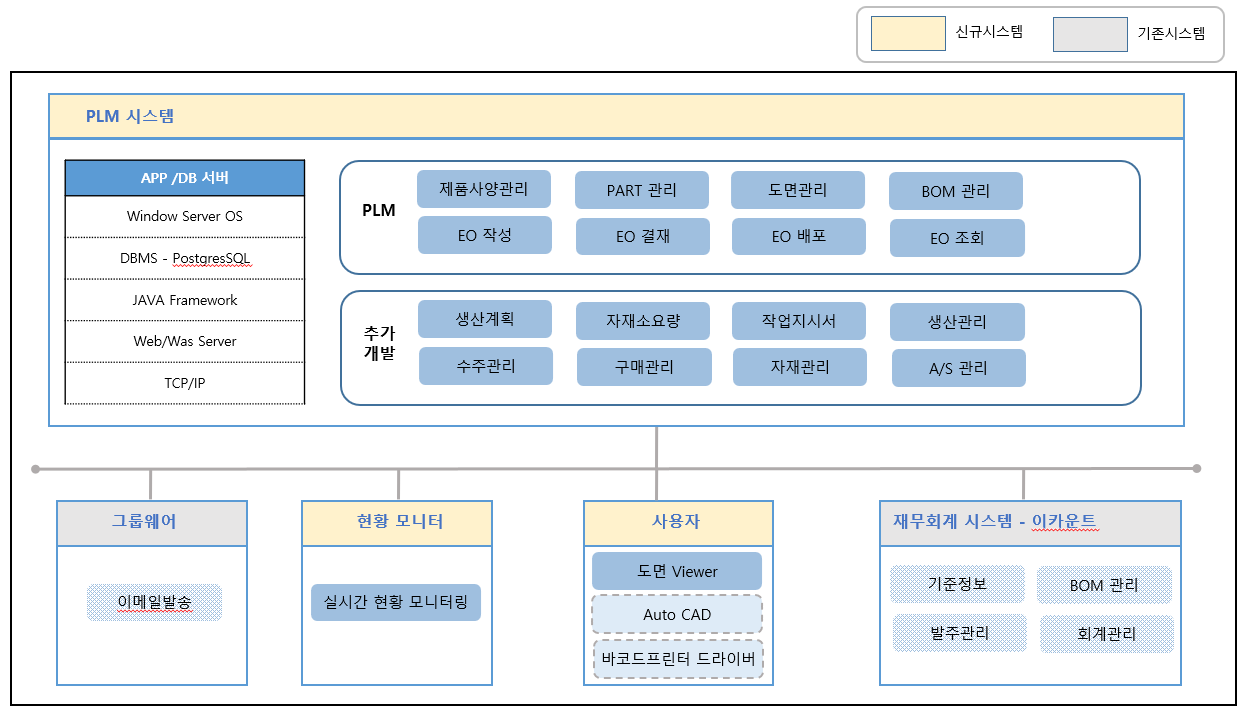 신규시스템
기존시스템
PLM 시스템
APP /DB 서버
Window Server OS
DBMS - PostgresSQL
JAVA Framework
Web/Was Server
TCP/IP
PLM
제품사양관리
PART 관리
도면관리
BOM 관리
EO 작성
EO 결재
EO 배포
EO 조회
추가
개발
생산계획
자재소요량
작업지시서
생산관리
수주관리
구매관리
자재관리
A/S 관리
그룹웨어
이메일발송
현황 모니터
실시간 현황 모니터링
사용자
도면 Viewer
Auto CAD
바코드프린터 드라이버
재무회계 시스템 - 이카운트
기준정보
BOM 관리
발주관리
회계관리